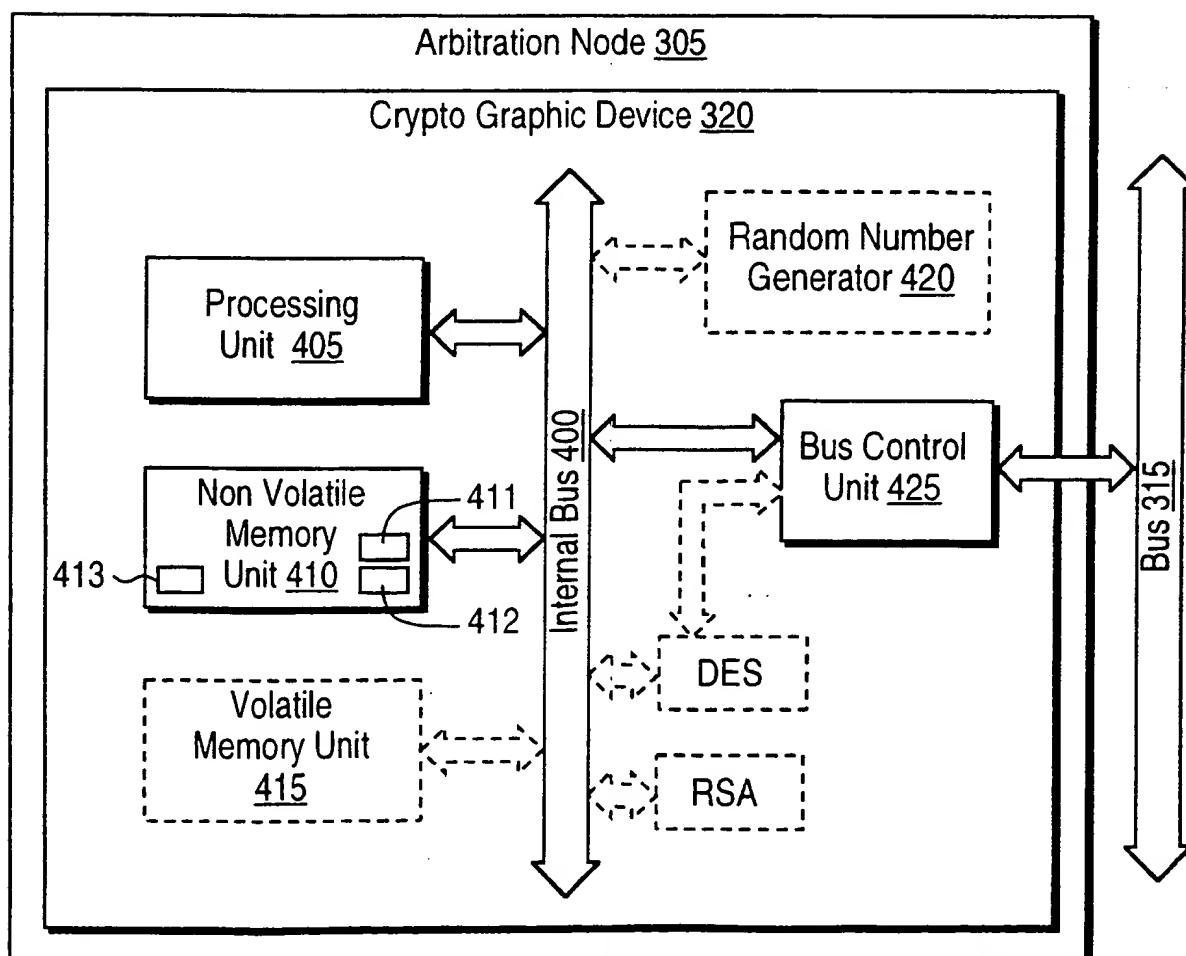 Arbitration Node 305
Crypto Graphic Device 320
Random Number
Generator 420
Processing
Unit 405
Internal Bus 400
Bus Control
Unit 425
Bus 315
Non Volatile
Memory
Unit 410
411
412
413
DES
Volatile
Memory Unit
415
RSA